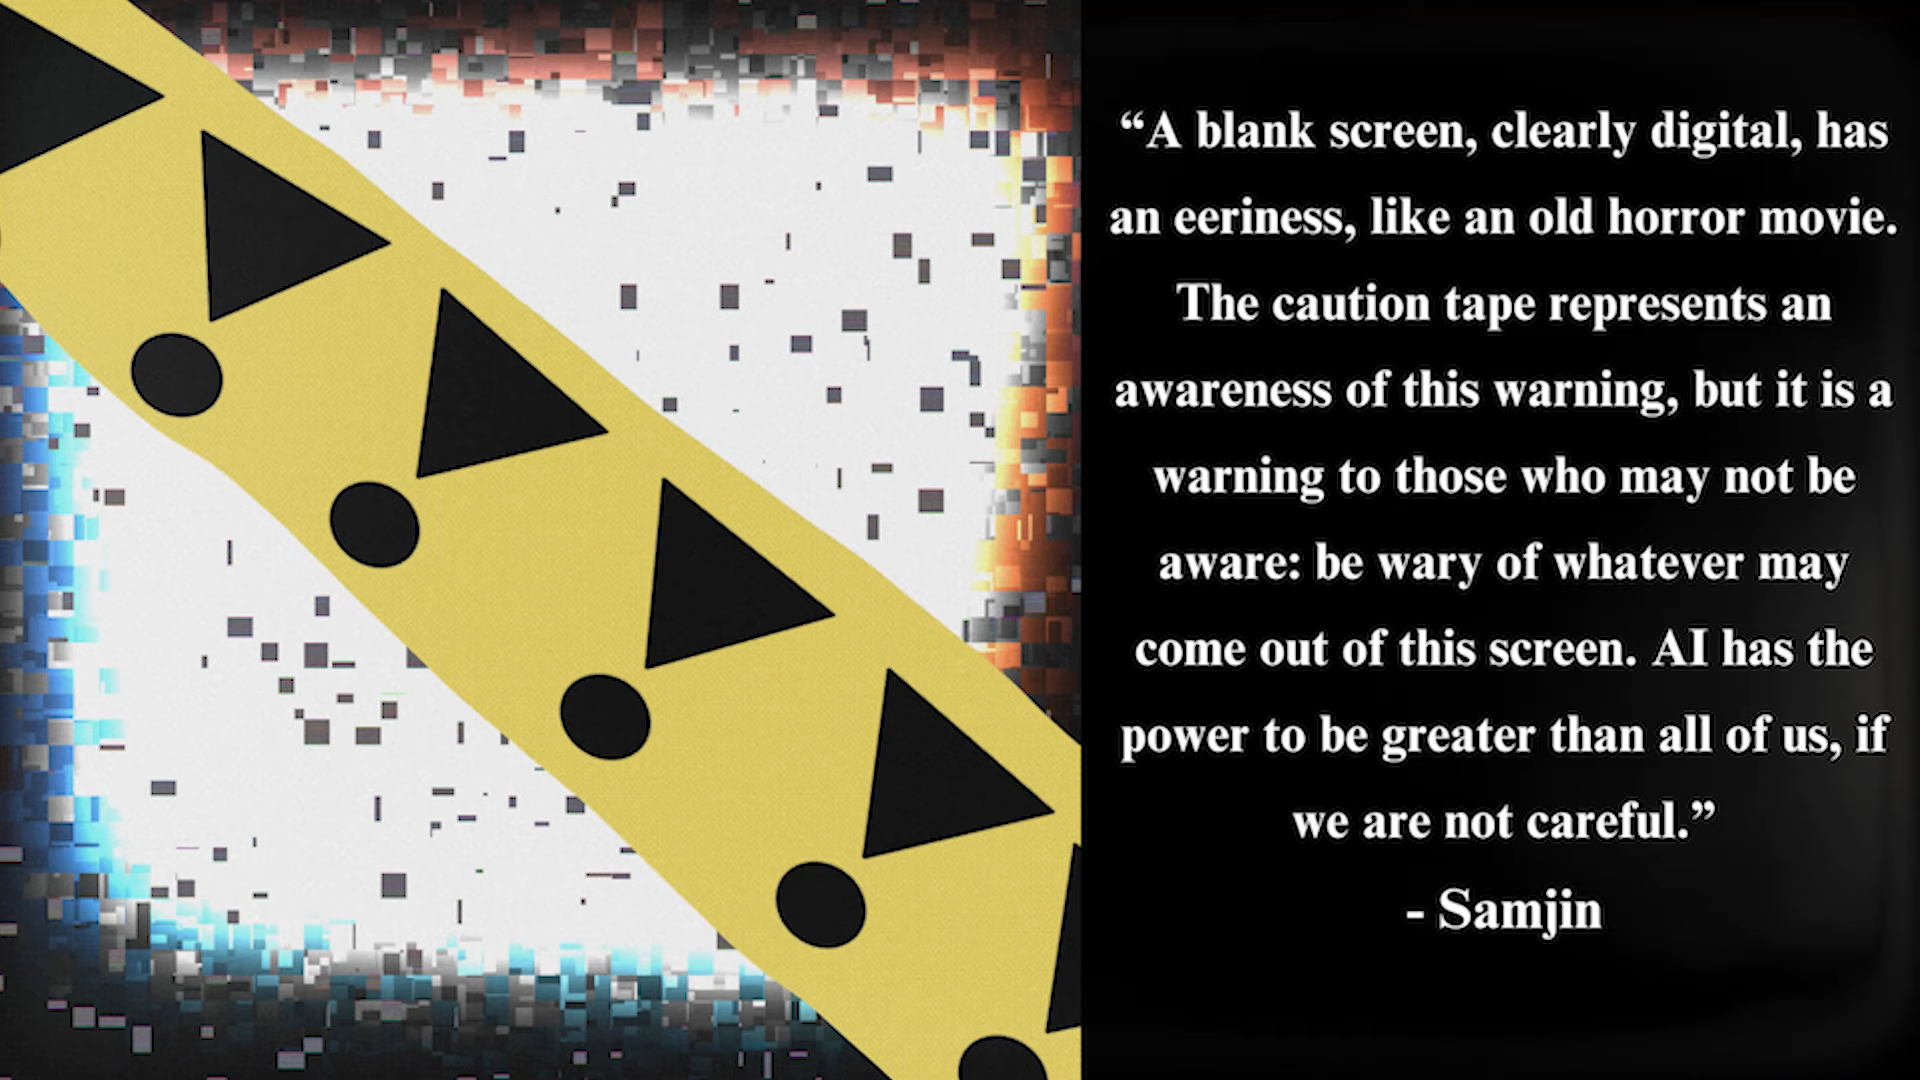 “A blank screen, clearly digital, has
an eeriness, like an old horror movie.
The caution tape represents an
awareness of this warning, but it is a
warning to those who may not be
aware: be wary of whatever may
come out of this screen. AI has the
power to be greater than all of us, if
we are not careful.”
- Samjin